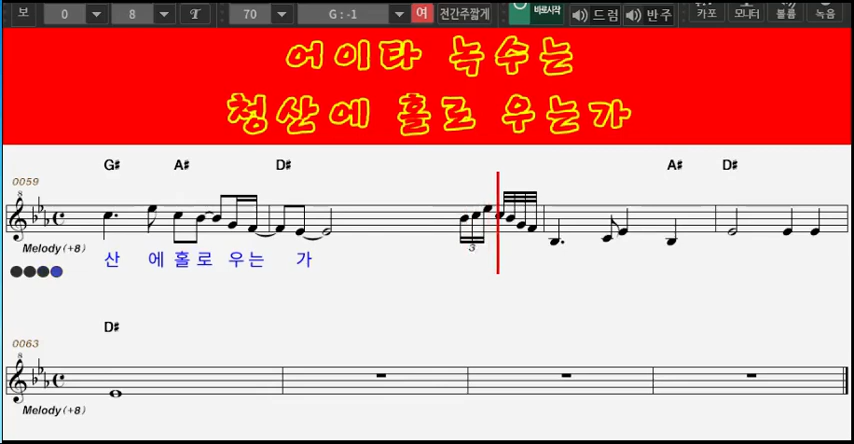 보 0 8 T 70 G : -1 여 전간주짧게 바로시작 드럼 반주 카포 모니터 볼륨 녹음
어이타 녹수는
청산에 홀로 우는가
G# A# D# A# D#
0059
8
3
Melody (+8)
산 에 홀 로 우 는 가
D#
0063
8
Melody (+8)